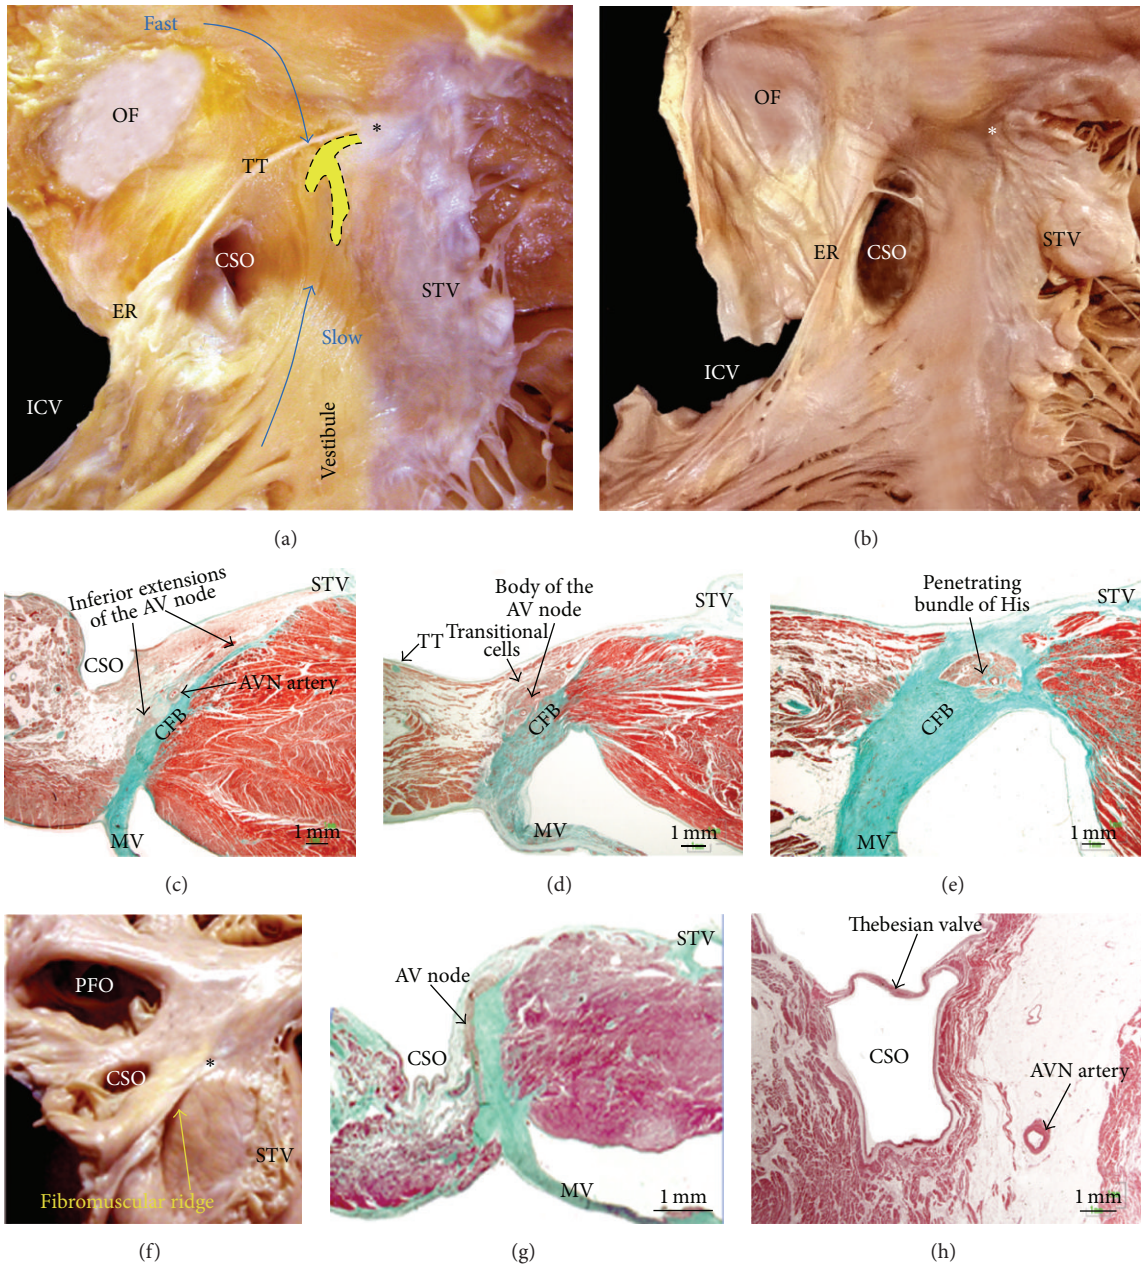 Fast
OF
TT
*
CSO
ER
STV
Slow
ICV
Vestibule
(a)
OF
*
ER
CSO
STV
ICV
(b)
Inferior extensions
of the AV node
STV
CSO
AVN artery
CFB
MV
1 mm
(c)
Body of the
AV node
STV
Transitional
cells
TT
CFB
MV
1 mm
(d)
Penetrating
bundle of His
STV
CFB
MV
1 mm
(e)
PFO
*
CSO
STV
Fibromuscular ridge
(f)
STV
AV node
CSO
MV
1 mm
(g)
Thebesian valve
CSO
AVN artery
1 mm
(h)